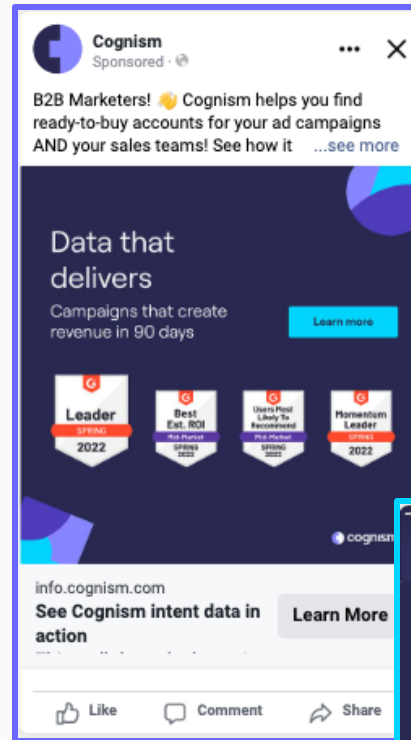 Cognism
Sponsored ·
B2B Marketers! 👋 Cognism helps you find
ready-to-buy accounts for your ad campaigns
AND your sales teams! See how it ...see more
Data that
delivers
Campaigns that create
revenue in 90 days
Learn more
Leader
SPRING
2022
Best
Est. ROI
Mid-Market
SPRING
2022
Users Most
Likely To
Recommend
Mid-Market
SPRING
2022
Momentum
Leader
SPRING
2022
cognism
info.cognism.com
See Cognism intent data in
action
Learn More
Like
Comment
Share